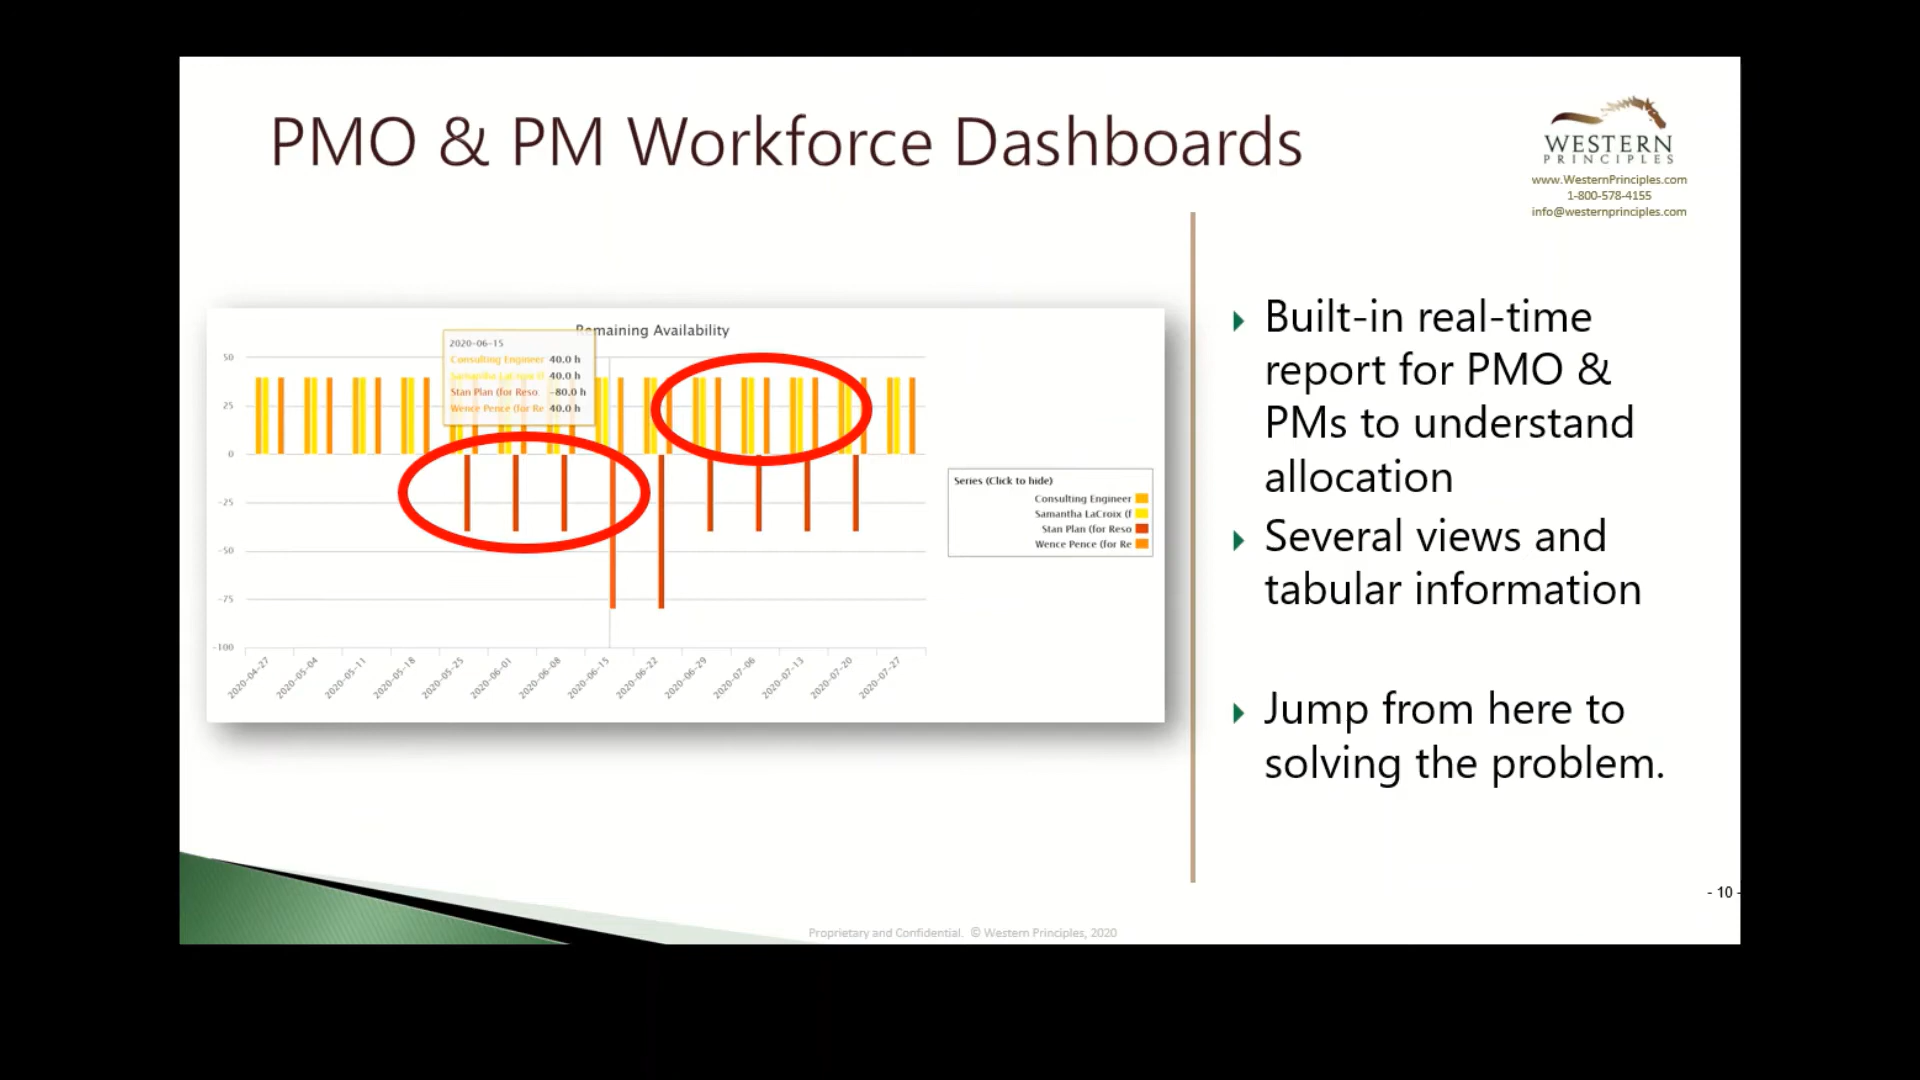 PMO & PM Workforce Dashboards
WESTERN
PRINCIPLES
www.WesternPrinciples.com
1-800-578-4155
info@westernprinciples.com
Remaining Availability
2020-06-15
Consulting Engineer 40.0 h
Samantha LaCroix (f 40.0 h
Stan Plan (for Reso -80.0 h
Wence Pence (for Re 40.0 h
50
25
0
-25
-50
-75
-100
2020-04-27
2020-05-04
2020-05-11
2020-05-18
2020-05-25
2020-06-01
2020-06-08
2020-06-15
2020-06-22
2020-06-29
2020-07-06
2020-07-13
2020-07-20
2020-07-27
Series (Click to hide)
Consulting Engineer
Samantha LaCroix (f
Stan Plan (for Reso
Wence Pence (for Re
Built-in real-time
report for PMO &
PMs to understand
allocation
Several views and
tabular information
Jump from here to
solving the problem.
- 10 -
Proprietary and Confidential. © Western Principles, 2020